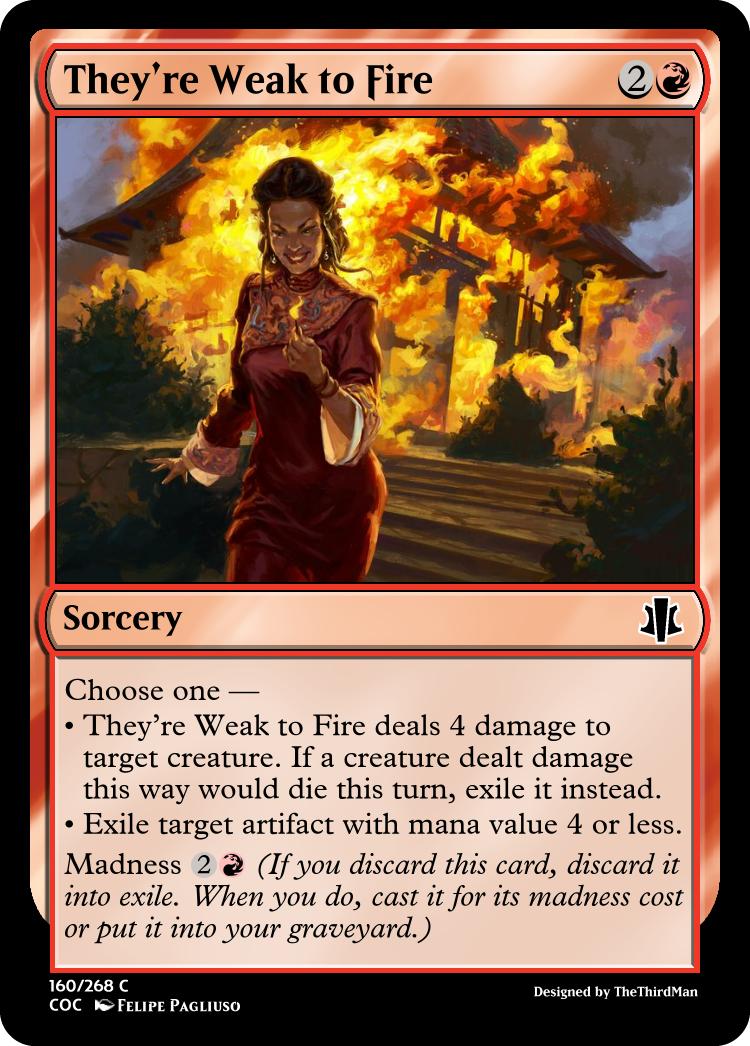 They're Weak to Fire 2
Sorcery
Choose one —
• They're Weak to Fire deals 4 damage to
target creature. If a creature dealt damage
this way would die this turn, exile it instead.
• Exile target artifact with mana value 4 or less.
Madness 2 (If you discard this card, discard it
into exile. When you do, cast it for its madness cost
or put it into your graveyard.)
160/268 C
COC Felipe Pagliuso
Designed by TheThirdMan